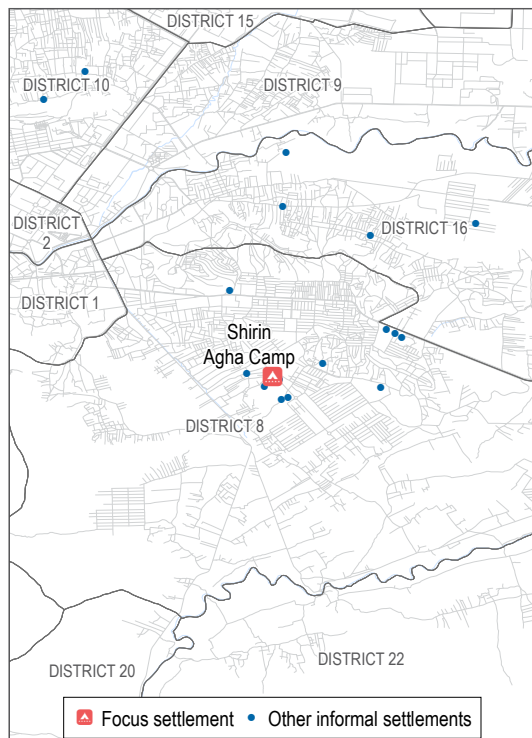 DISTRICT 15
DISTRICT 10
DISTRICT 9
DISTRICT
2
DISTRICT 16
DISTRICT 1
Shirin
Agha Camp
DISTRICT 8
DISTRICT 20
DISTRICT 22
Focus settlement
Other informal settlements